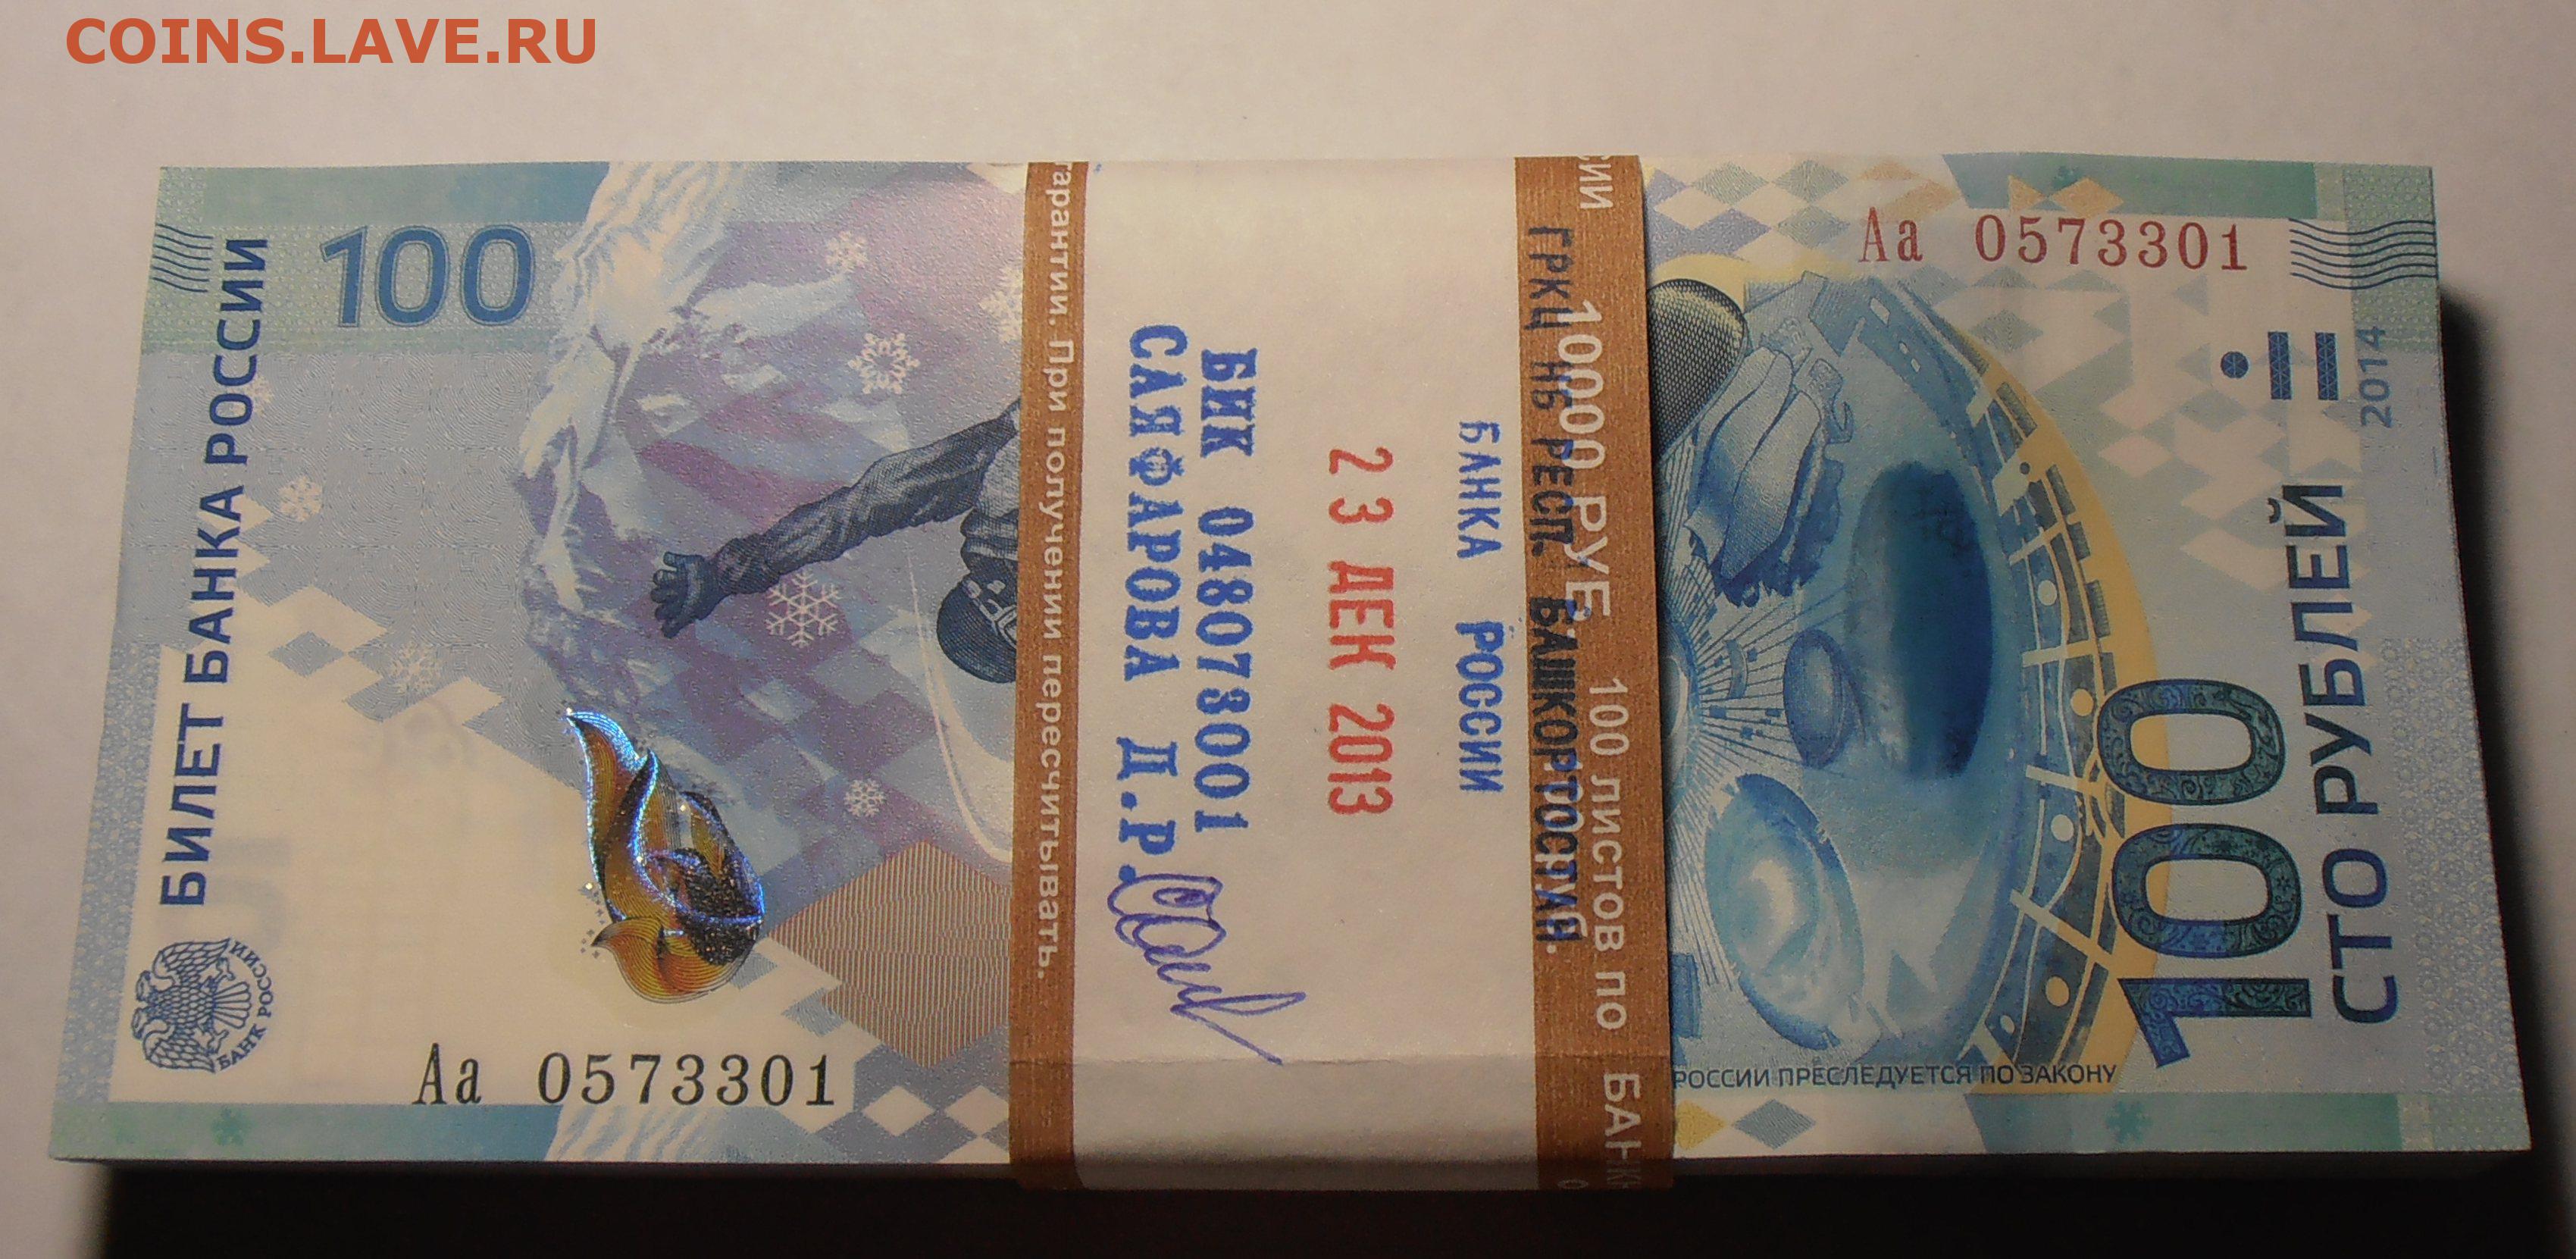 COINS.LAVE.RU
БИЛЕТ БАНКА РОССИИ
100
БАНК РОССИИ
Аа 0573301
гарантии. При получении пересчитывать.
САЯФАРОВА Д.Р.
БИК 048073001
23 ДЕК 2013
БАНКА РОССИИ
ГРКЦ НБ РЕСП. БАШКОРТОСТАН.
10000 РУБ 100 ЛИСТОВ ПО
Аа 0573301
2014
100
СТО РУБЛЕЙ
РОССИИ ПРЕСЛЕДУЕТСЯ ПО ЗАКОНУ